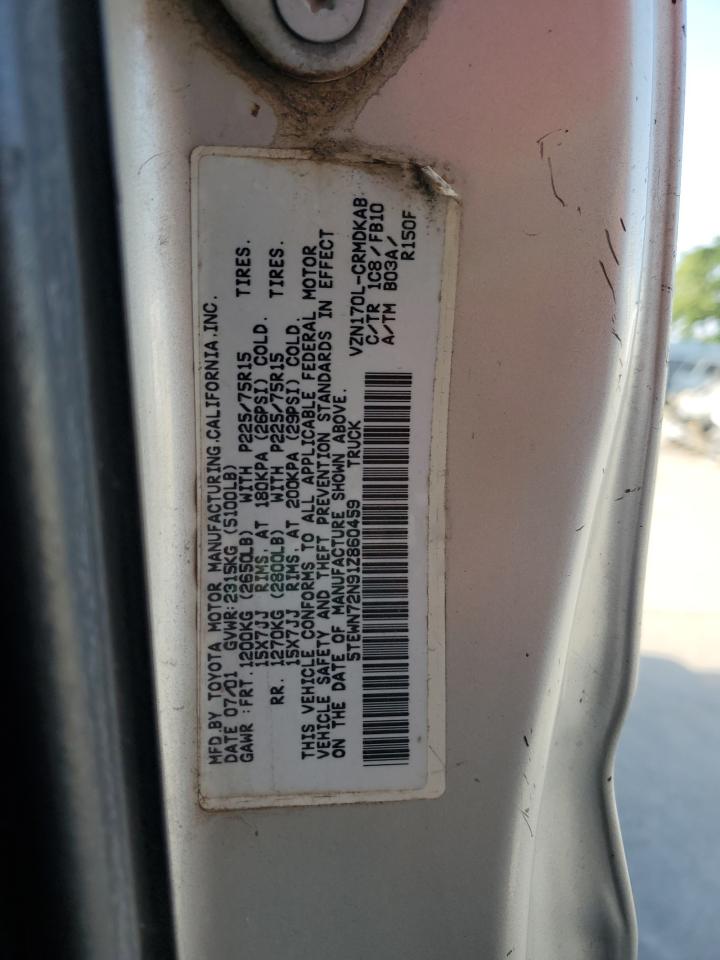 MFD.BY TOYOTA MOTOR MANUFACTURING.CALIFORNIA.INC.
DATE 07/01 GVWR:2315KG (5100LB)
GAWR:FRT.1200KG (2650LB) WITH P225/75R15 TIRES.
15X7JJ RIMS. AT 180KPA (26PSI) COLD.
RR. 1270KG (2800LB) WITH P225/75R15 TIRES.
15X7JJ RIMS. AT 200KPA (29PSI) COLD.
THIS VEHICLE CONFORMS TO ALL APPLICABLE FEDERAL MOTOR
VEHICLE SAFETY AND THEFT PREVENTION STANDARDS IN EFFECT
ON THE DATE OF MANUFACTURE SHOWN ABOVE.
5TEWN72N91Z860459 TRUCK
VZN170L-CRMDKAB
C/TR 1C8/FB10
A/TM B03A/
R150F